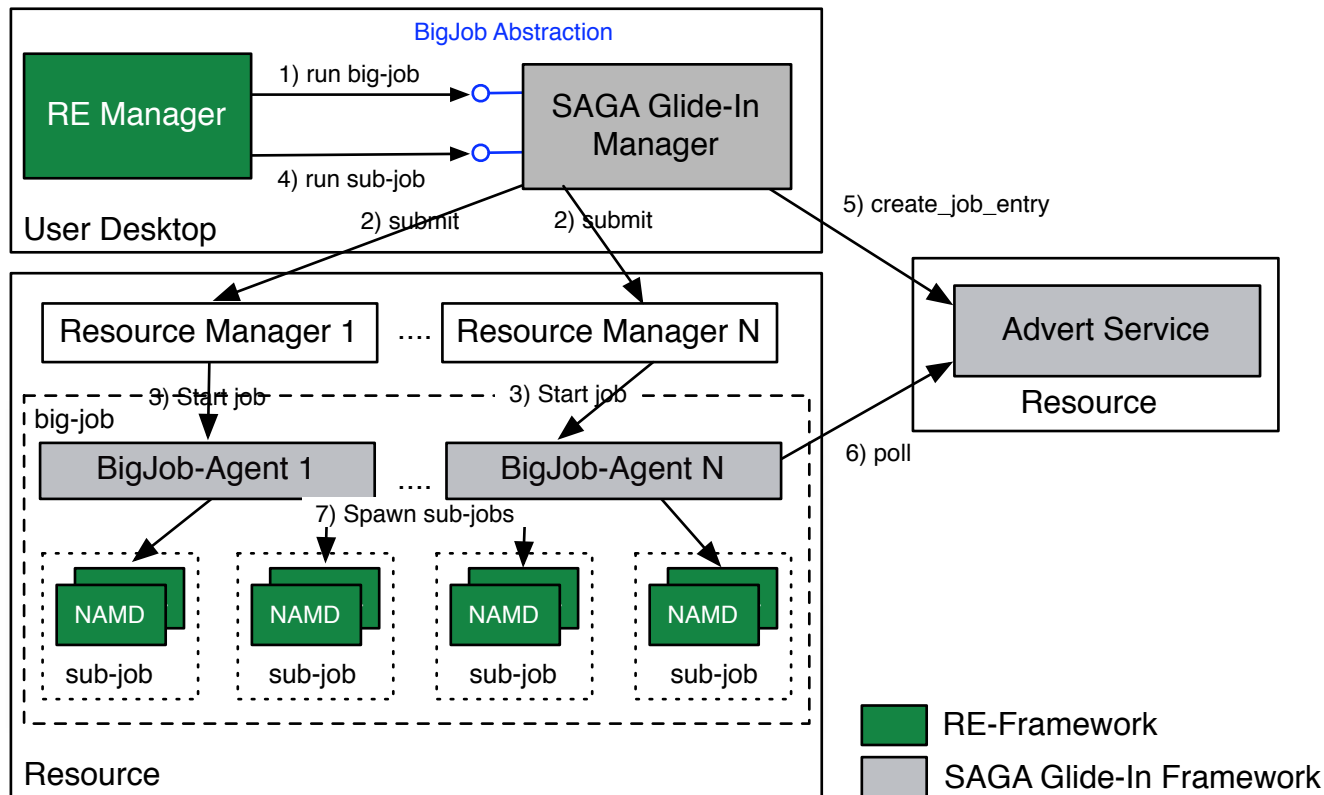 BigJob Abstraction
RE Manager
1) run big-job
SAGA Glide-In
Manager
4) run sub-job
User Desktop
2) submit
2) submit
5) create_job_entry
Resource Manager 1
....
Resource Manager N
Advert Service
Resource
3) Start job
3) Start job
big-job
BigJob-Agent 1
....
BigJob-Agent N
6) poll
7) Spawn sub-jobs
NAMD
NAMD
NAMD
NAMD
sub-job
sub-job
sub-job
sub-job
Resource
RE-Framework
SAGA Glide-In Framework